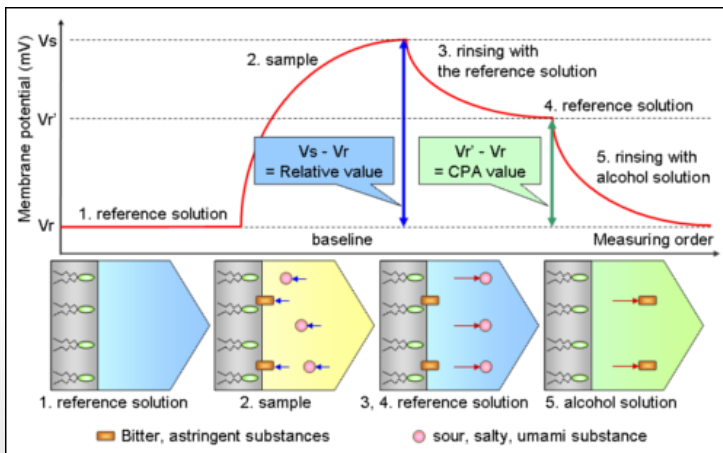 Membrane potential (mV)
Vs
Vr'
Vr
2. sample
3. rinsing with
the reference solution
4. reference solution
Vs - Vr
= Relative value
Vr' - Vr
= CPA value
5. rinsing with
alcohol solution
1. reference solution
baseline
Measuring order
1. reference solution
2. sample
3, 4. reference solution
5. alcohol solution
Bitter, astringent substances
sour, salty, umami substance